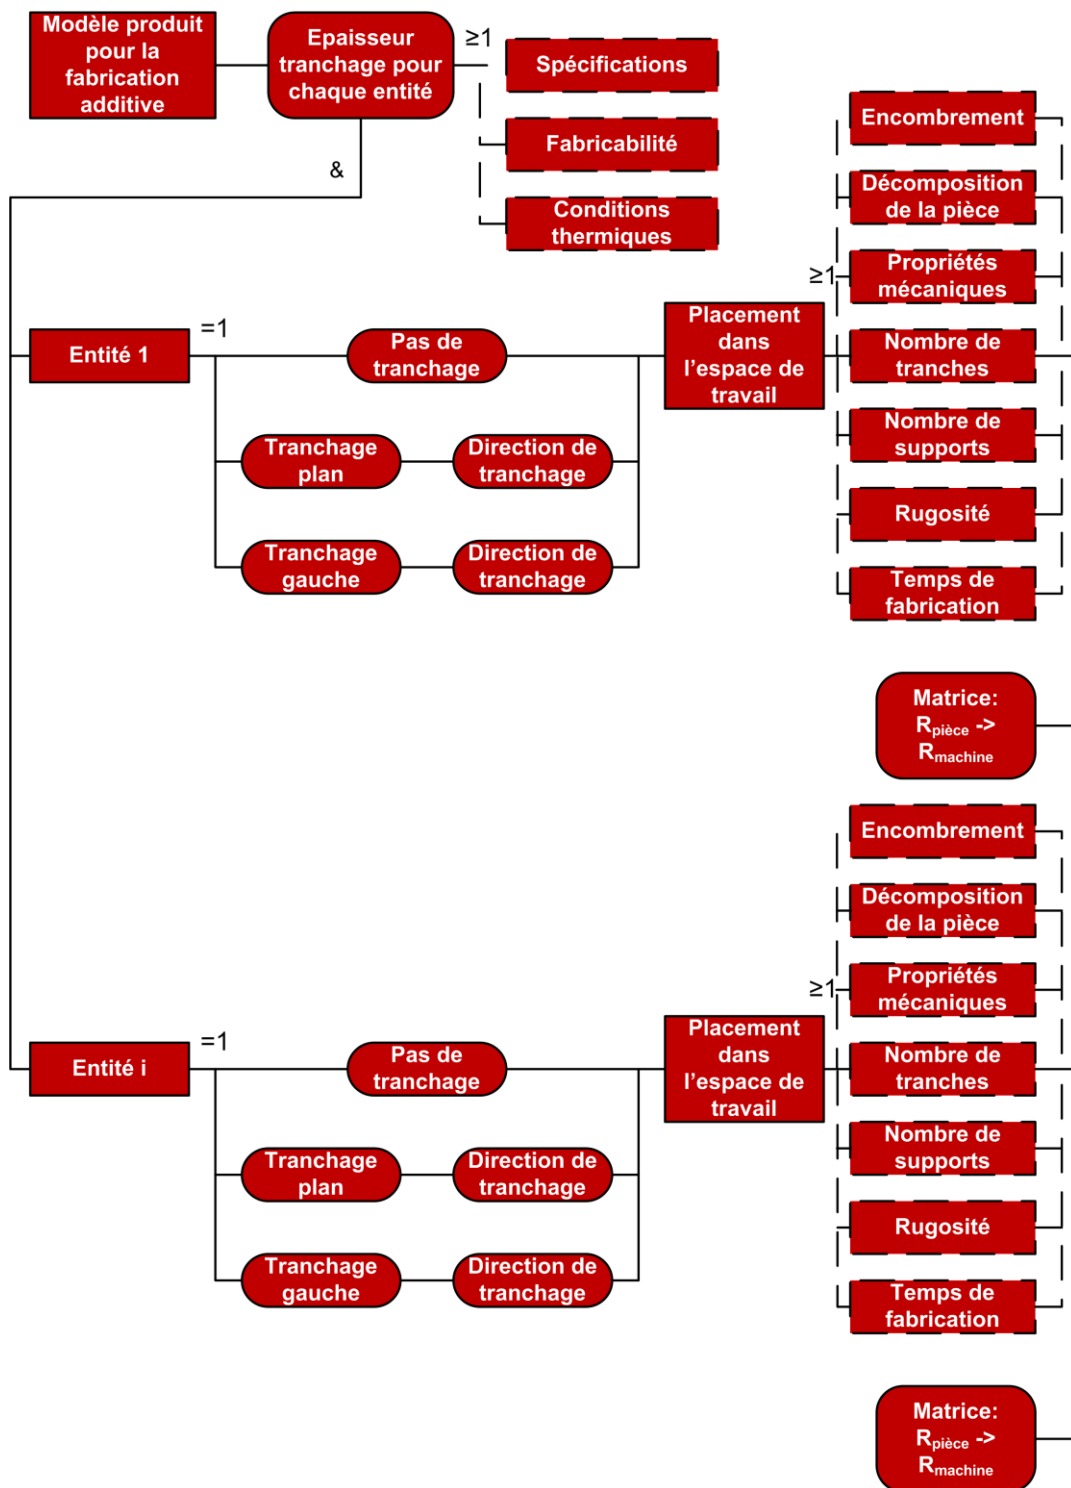 Modèle produit
pour la
fabrication
additive
Epaisseur
tranchage pour
chaque entité
≥1
Spécifications
Fabricabilité
Conditions
thermiques
&
Entité 1
=1
Pas de
tranchage
Tranchage
plan
Direction de
tranchage
Tranchage
gauche
Direction de
tranchage
Placement
dans
l'espace de
travail
≥1
Encombrement
Décomposition
de la pièce
Propriétés
mécaniques
Nombre de
tranches
Nombre de
supports
Rugosité
Temps de
fabrication
Matrice:
Rpièce ->
Rmachine
Entité i
=1
Pas de
tranchage
Tranchage
plan
Direction de
tranchage
Tranchage
gauche
Direction de
tranchage
Placement
dans
l'espace de
travail
≥1
Encombrement
Décomposition
de la pièce
Propriétés
mécaniques
Nombre de
tranches
Nombre de
supports
Rugosité
Temps de
fabrication
Matrice:
Rpièce ->
Rmachine